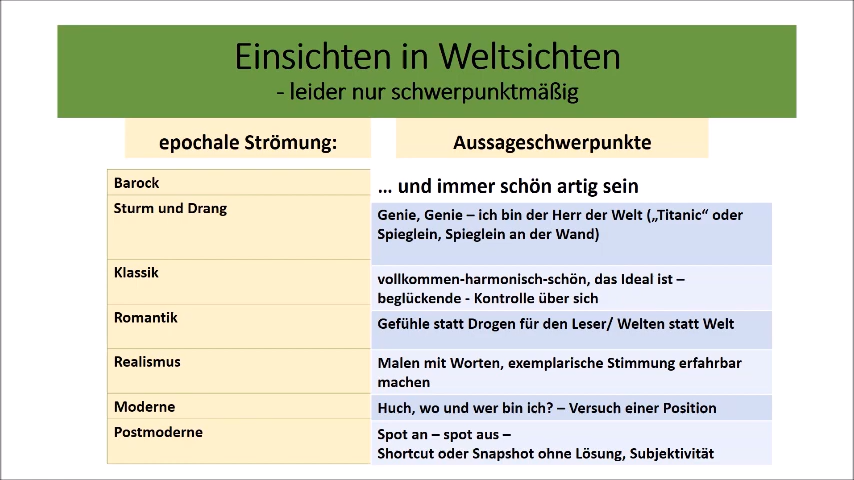 Einsichten in Weltsichten
- leider nur schwerpunktmäßig
epochale Strömung:
Aussageschwerpunkte
Barock
... und immer schön artig sein
Sturm und Drang
Genie, Genie – ich bin der Herr der Welt („Titanic“ oder
Spieglein, Spieglein an der Wand)
Klassik
vollkommen-harmonisch-schön, das Ideal ist –
beglückende - Kontrolle über sich
Romantik
Gefühle statt Drogen für den Leser/ Welten statt Welt
Realismus
Malen mit Worten, exemplarische Stimmung erfahrbar
machen
Moderne
Huch, wo und wer bin ich? – Versuch einer Position
Postmoderne
Spot an – spot aus –
Shortcut oder Snapshot ohne Lösung, Subjektivität